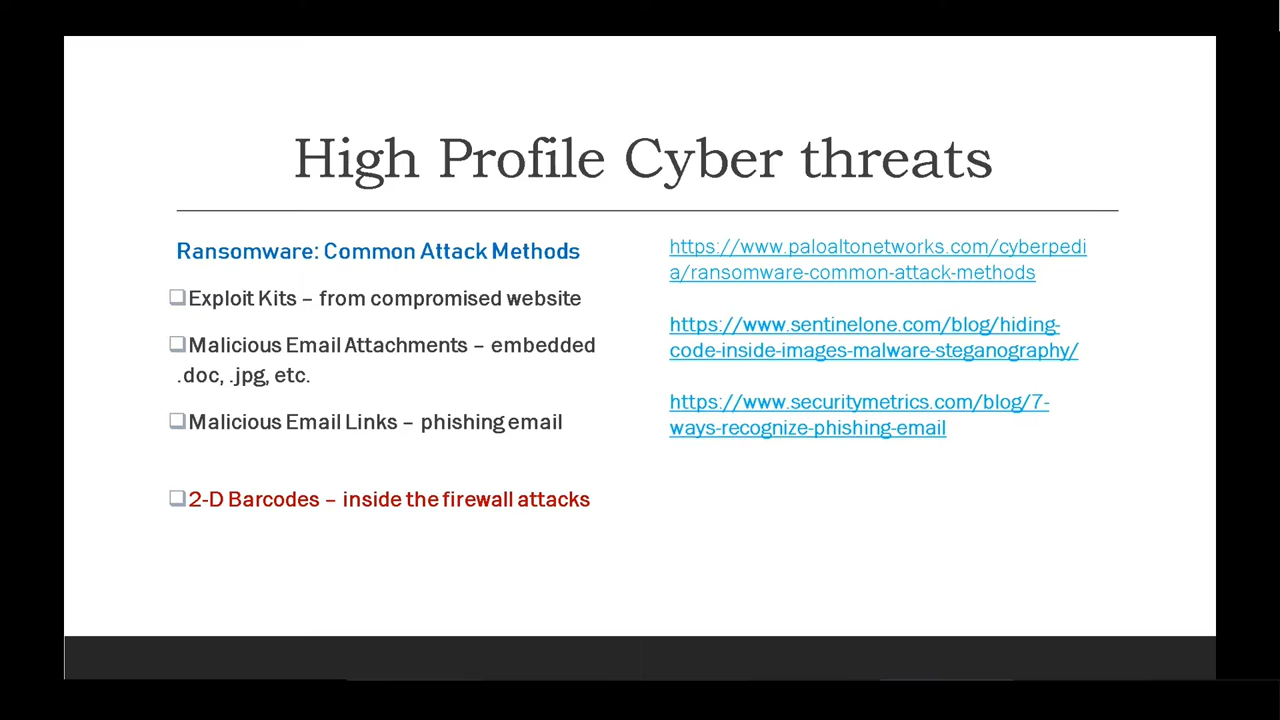 High Profile Cyber threats
Ransomware: Common Attack Methods
Exploit Kits – from compromised website
Malicious Email Attachments – embedded
.doc, .jpg, etc.
Malicious Email Links – phishing email
2-D Barcodes – inside the firewall attacks
https://www.paloaltonetworks.com/cyberpedi
a/ransomware-common-attack-methods
https://www.sentinelone.com/blog/hiding-
code-inside-images-malware-steganography/
https://www.securitymetrics.com/blog/7-
ways-recognize-phishing-email